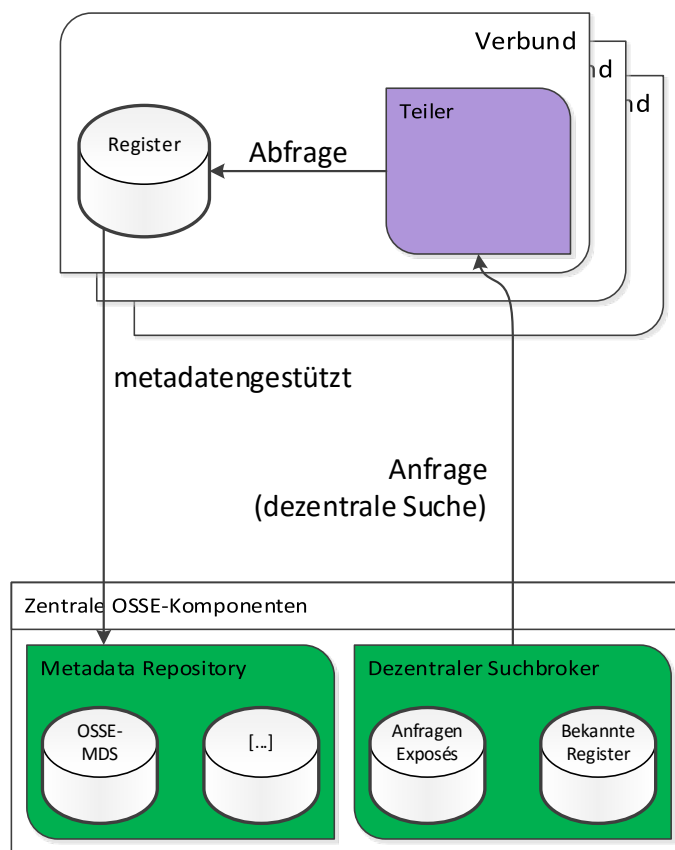 Verbund
nd
nd
Teiler
Register
Abfrage
metadatengestützt
Anfrage
(dezentrale Suche)
Zentrale OSSE-Komponenten
Metadata Repository
OSSE-
MDS
[...]
Dezentraler Suchbroker
Anfragen
Exposés
Bekannte
Register